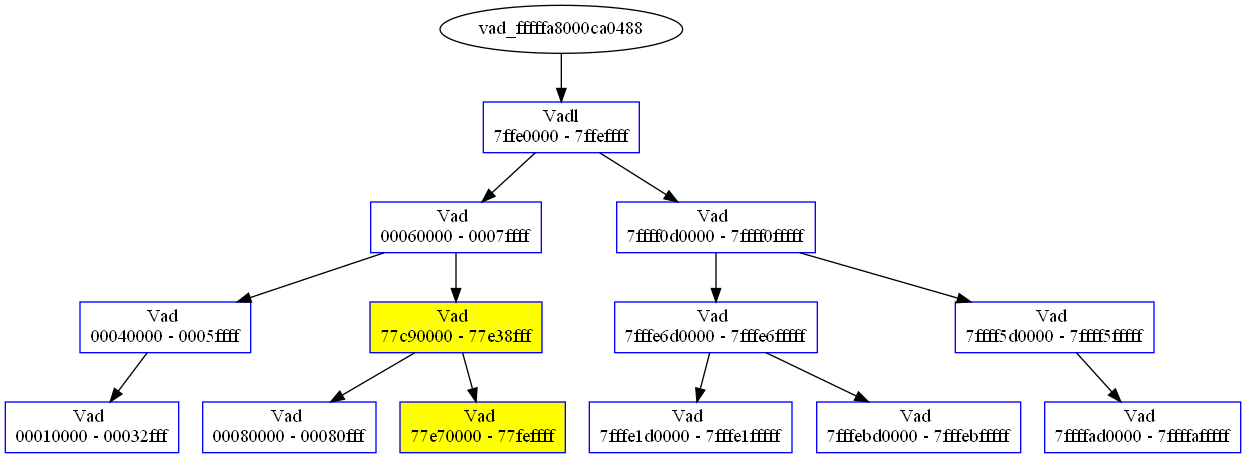 vad_fffffa8000ca0488
Vadl
7ffe0000 - 7ffeffff
Vad
00060000 - 0007ffff
Vad
7ffff0d0000 - 7ffff0fffff
Vad
00040000 - 0005ffff
Vad
77c90000 - 77e38fff
Vad
7fffe6d0000 - 7fffe6fffff
Vad
7ffff5d0000 - 7ffff5fffff
Vad
00010000 - 00032fff
Vad
00080000 - 00080fff
Vad
77e70000 - 77feffff
Vad
7fffe1d0000 - 7fffe1fffff
Vad
7fffebd0000 - 7fffebfffff
Vad
7ffffad0000 - 7ffffafffff